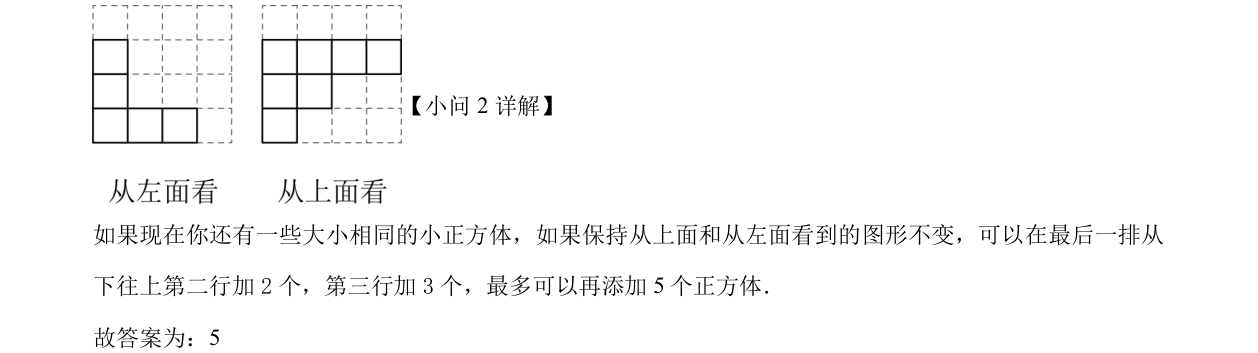 【小问 2 详解】
从左面看 从上面看
如果现在你还有一些大小相同的小正方体，如果保持从上面和从左面看到的图形不变，可以在最后一排从
下往上第二行加 2 个，第三行加 3 个，最多可以再添加 5 个正方体．
故答案为：5